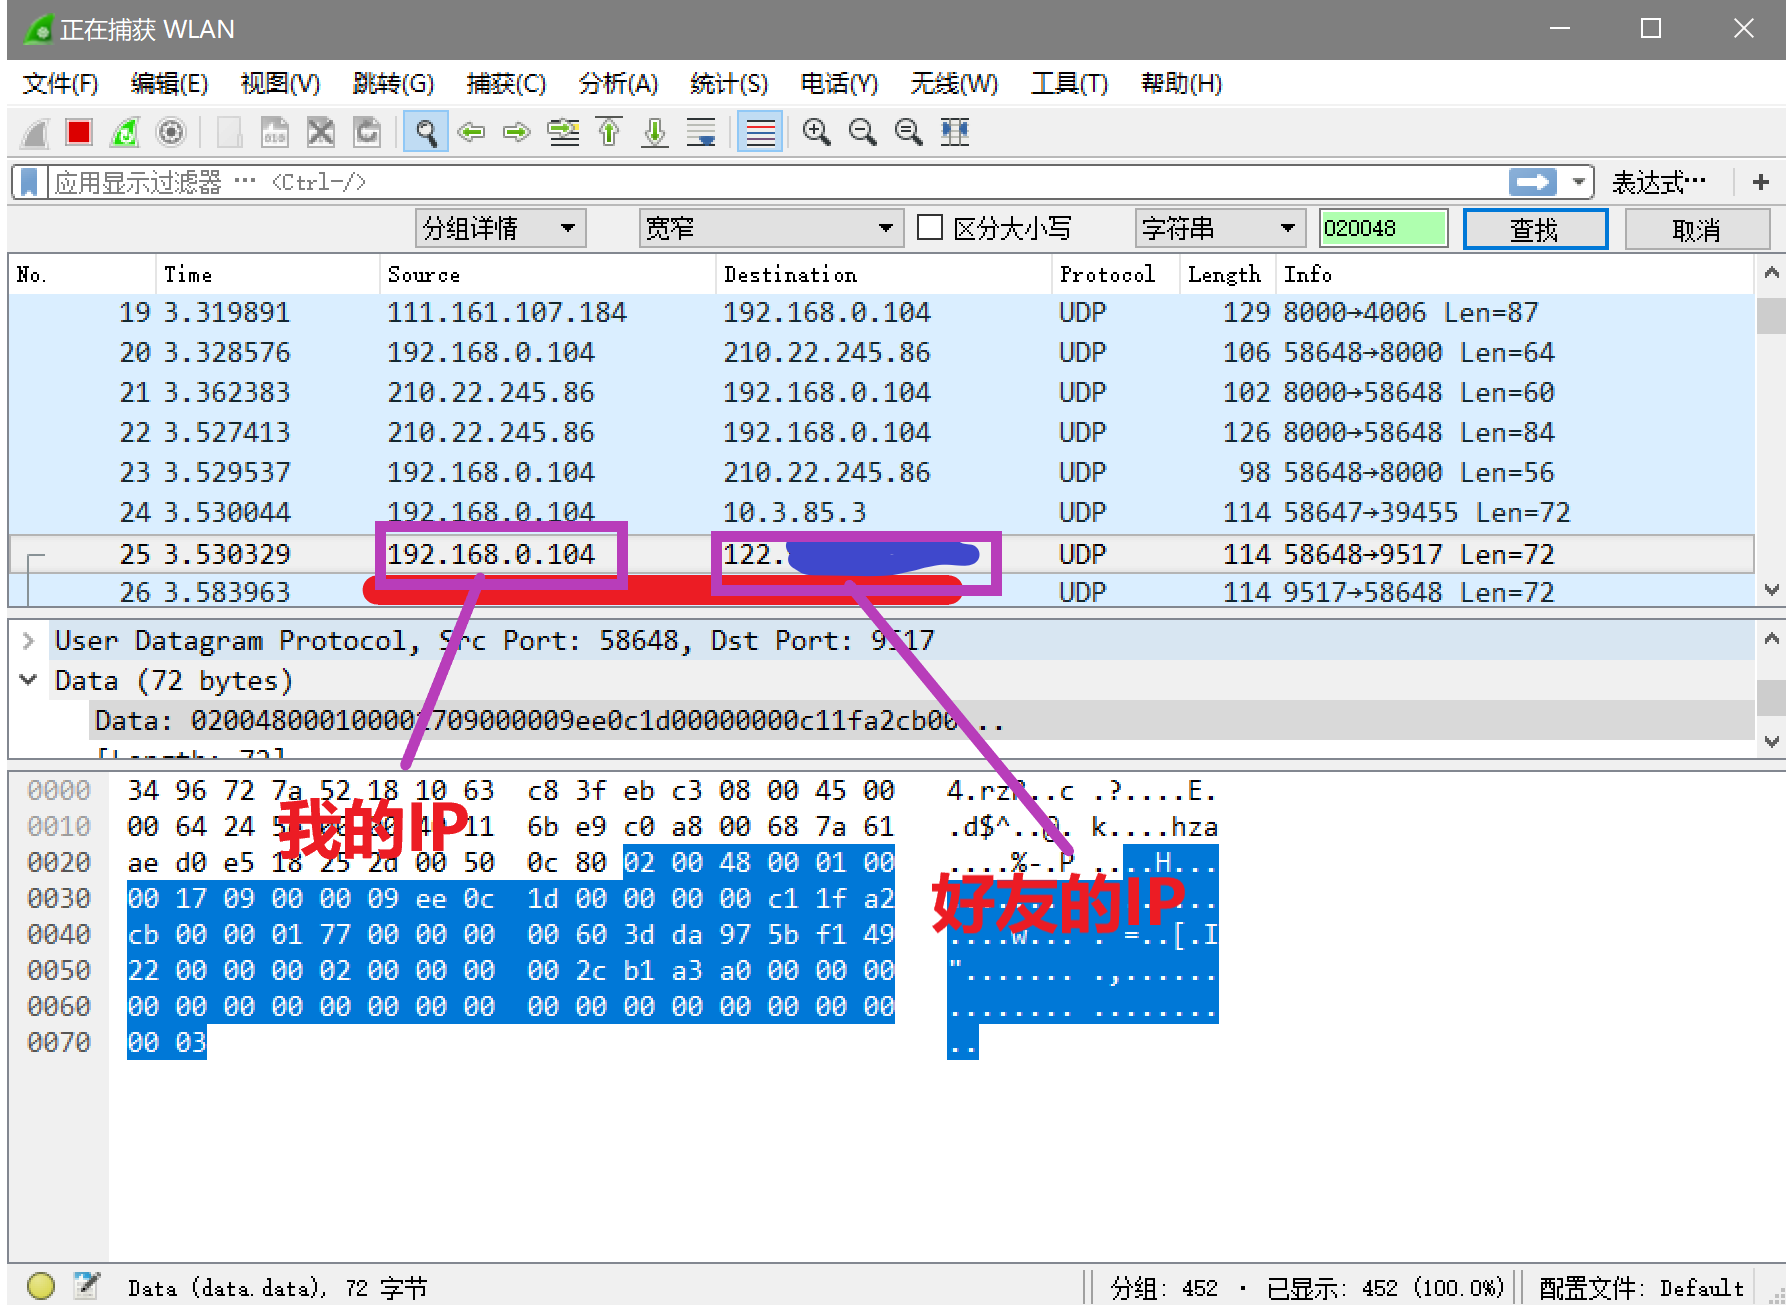 正在捕获 WLAN
文件(F) 编辑(E) 视图(V) 跳转(G) 捕获(C) 分析(A) 统计(S) 电话(Y) 无线(W) 工具(T) 帮助(H)
应用显示过滤器 … <Ctrl-/> 表达式… +
分组详情 宽窄 区分大小写 字符串 020048 查找 取消
No. Time Source Destination Protocol Length Info
19 3.319891 111.161.107.184 192.168.0.104 UDP 129 8000→4006 Len=87
20 3.328576 192.168.0.104 210.22.245.86 UDP 106 58648→8000 Len=64
21 3.362383 210.22.245.86 192.168.0.104 UDP 102 8000→58648 Len=60
22 3.527413 210.22.245.86 192.168.0.104 UDP 126 8000→58648 Len=84
23 3.529537 192.168.0.104 210.22.245.86 UDP 98 58648→8000 Len=56
24 3.530044 192.168.0.104 10.3.85.3 UDP 114 58647→39455 Len=72
25 3.530329 192.168.0.104 122. UDP 114 58648→9517 Len=72
26 3.583963 UDP 114 9517→58648 Len=72
User Datagram Protocol, Src Port: 58648, Dst Port: 9517
Data (72 bytes)
Data: 020048000100001709000009ee0c1d00000000c11fa2cb00...
[Length: 72]
0000 34 96 72 7a 52 18 10 63 c8 3f eb c3 08 00 45 00 4.rzR..c .?....E.
0010 00 64 24 11 6b e9 c0 a8 00 68 7a 61 .d$^..@. k....hza
0020 ae d0 e5 18 25 2d 00 50 0c 80 02 00 48 00 01 00 ....%-.P ....H...
0030 00 17 09 00 00 09 ee 0c 1d 00 00 00 00 c1 1f a2
0040 cb 00 00 01 77 00 00 00 00 60 3d da 97 5b f1 49 ....w... .`=..[.I
0050 22 00 00 00 02 00 00 00 00 2c b1 a3 a0 00 00 00 "....... .,......
0060 00 00 00 00 00 00 00 00 00 00 00 00 00 00 00 00 ........ ........
0070 00 03 ..
我的IP
好友的IP
Data (data.data), 72 字节 分组: 452 · 已显示: 452 (100.0%) 配置文件: Default